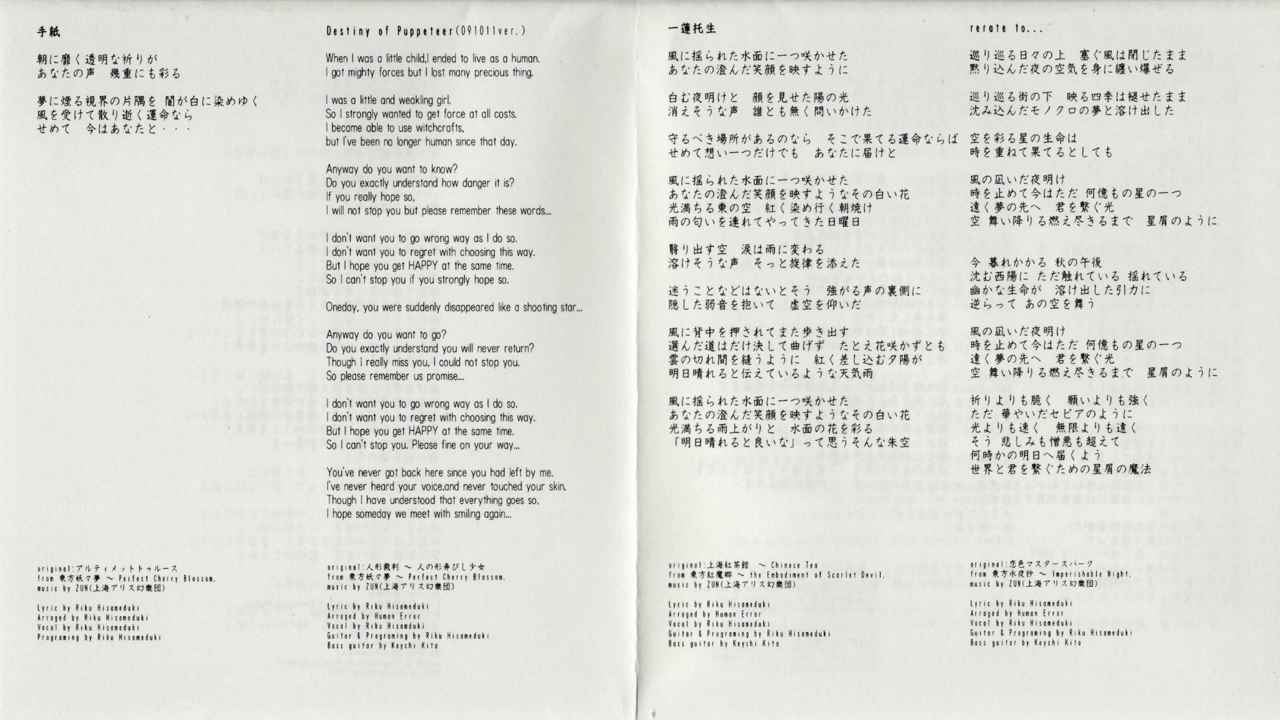 手紙
朝に靡く透明な祈りが
あなたの声　幾重にも彩る
夢に煙る視界の片隅を 闇が白に染めゆく
風を受けて散り逝く運命なら
せめて　今はあなたと・・・
original:アルティメットトゥルース
from 東方妖々夢 ～ Perfect Cherry Blossom.
music by ZUN(上海アリス幻樂団)
Lyric by Riku Hisameduki
Arraged by Riku Hisameduki
Vocal by Riku Hisamduki
Programing by Riku Hisameduki
Destiny of Puppeteer(091011ver.)
When I was a little child,I ended to live as a human.
I got mighty forces but I lost many precious thing.
I was a little and weakling girl.
So I strongly wanted to get force at all costs.
I became able to use witchcrafts,
but I've been no longer human since that day.
Anyway do you want to know?
Do you exactly understand how danger it is?
If you really hope so,
I will not stop you but please remember these words...
I don't want you to go wrong way as I do so.
I don't want you to regret with choosing this way.
But I hope you get HAPPY at the same time.
So I can't stop you if you strongly hope so.
Oneday, you were suddenly disappeared like a shooting star...
Anyway do you want to go?
Do you exactly understand you will never return?
Though I really miss you, I could not stop you.
So please remember us promise...
I don't want you to go wrong way as I do so.
I don't want you to regret with choosing this way.
But I hope you get HAPPY at the same time.
So I can't stop you. Please fine on your way...
You've never got back here since you had left by me.
I've never heard your voice,and never touched your skin.
Though I have understood that everything goes so.
I hope someday we meet with smiling again...
original:人形裁判 ～ 人の形弄びし少女
from 東方妖々夢 ～ Perfect Cherry Blossom.
music by ZUN(上海アリス幻樂団)
Lyric by Riku Hisameduki
Arraged by Human Error
Vocal by Riku Hisameduki
Guitar & Programing by Riku Hisameduki
Bass guitar by Keychi Kito
一蓮托生
風に揺られた水面に一つ咲かせた
あなたの澄んだ笑顔を映すように
白む夜明けと　顔を見せた陽の光
消えそうな声　誰とも無く問いかけた
守るべき場所があるのなら　そこで果てる運命ならば
せめて想い一つだけでも　あなたに届けと
風に揺られた水面に一つ咲かせた
あなたの澄んだ笑顔を映すようなその白い花
光満ちる東の空　紅く染め行く朝焼け
雨の匂いを連れてやってきた日曜日
翳り出す空　涙は雨に変わる
溶けそうな声　そっと旋律を添えた
迷うことなどはないとそう　強がる声の裏側に
隠した弱音を抱いて　虚空を仰いだ
風に背中を押されてまた歩き出す
選んだ道はだけ決して曲げず　たとえ花咲かずとも
雲の切れ間を縫うように　紅く差し込む夕陽が
明日晴れると伝えているような天気雨
風に揺られた水面に一つ咲かせた
あなたの澄んだ笑顔を映すようなその白い花
光満ちる雨上がりと　水面の花を彩る
「明日晴れると良いな」って思うそんな朱空
original:上海紅茶館　～ Chinese Tea
from 東方紅魔郷 ～ the Embodiment of Scarlet Devil.
music by ZUN(上海アリス幻樂団)
Lyric by Riku Hisameduki
Arraged by Human Error
Vocal by Riku Hisameduki
Guitar & Programing by Riku Hisameduki
Bass guitar by Keychi Kito
rerate to...
巡り巡る日々の上　塞ぐ風は閉じたまま
黙り込んだ夜の空気を身に纏い爆ぜる
巡り巡る街の下　映る四季は褪せたまま
沈み込んだモノクロの夢と溶け出した
空を彩る星の生命は
時を重ねて果てるとしても
風の凪いだ夜明け
時を止めて今はただ 何億もの星の一つ
遠く夢の先へ　君を繋ぐ光
空 舞い降りる燃え尽きるまで　星屑のように
今 暮れかかる 秋の午後
沈む西陽に ただ触れている 揺れている
幽かな生命が　溶け出した引力に
逆らって あの空を舞う
風の凪いだ夜明け
時を止めて今はただ 何億もの星の一つ
遠く夢の先へ　君を繋ぐ光
空 舞い降りる燃え尽きるまで　星屑のように
祈りよりも脆く　願いよりも強く
ただ 華やいだセピアのように
光よりも速く　無限よりも遠く
そう 悲しみも憎悪も超えて
何時かの明日へ届くよう
世界と君を繋ぐための星屑の魔法
original:恋色マスタースパーク
from 東方永夜抄 ～ Imperishable Night.
music by ZUN(上海アリス幻樂団)
Lyric by Riku Hisameduki
Arraged by Human Error
Vocal by Riku Hisameduki
Guitar & Programing by Riku Hisameduki
Bass guitar by Keychi Kito